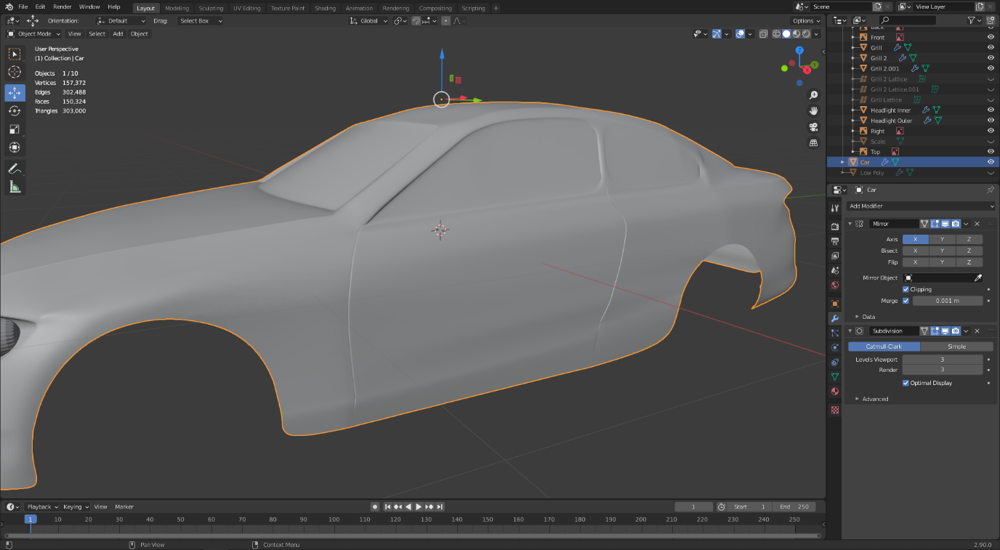 File Edit Render Window Help Layout Modeling Sculpting UV Editing Texture Paint Shading Animation Rendering Compositing Scripting + Scene View Layer
Orientation: Default Drag: Select Box Global Options
Object Mode View Select Add Object
User Perspective
(1) Collection | Car
Objects 1/10
Vertices 157,372
Edges 302,488
Faces 150,324
Triangles 303,000
Z
Y
X
Back
Front
Grill
Grill 2
Grill 2.001
Grill 2 Lattice
Grill 2 Lattice.001
Grill Lattice
Headlight Inner
Headlight Outer
Right
Scale
Top
Car
Low Poly
Car
Add Modifier
Mirror
Axis X Y Z
Bisect X Y Z
Flip X Y Z
Mirror Object
Clipping
Merge 0.001 m
Data
Subdivision
Catmull-Clark Simple
Levels Viewport 3
Render 3
Optimal Display
Advanced
Playback Keying View Marker 1 Start 1 End 250
1 10 20 30 40 50 60 70 80 90 100 110 120 130 140 150 160 170 180 190 200 210 220 230 240 250
Pan View Context Menu 2.90.0